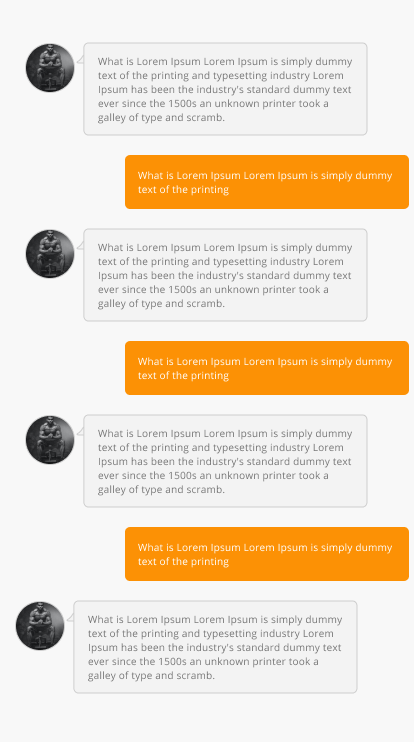 What is Lorem Ipsum Lorem Ipsum is simply dummy
text of the printing and typesetting industry Lorem
Ipsum has been the industry's standard dummy text
ever since the 1500s an unknown printer took a
galley of type and scramb.
What is Lorem Ipsum Lorem Ipsum is simply dummy
text of the printing
What is Lorem Ipsum Lorem Ipsum is simply dummy
text of the printing and typesetting industry Lorem
Ipsum has been the industry's standard dummy text
ever since the 1500s an unknown printer took a
galley of type and scramb.
What is Lorem Ipsum Lorem Ipsum is simply dummy
text of the printing
What is Lorem Ipsum Lorem Ipsum is simply dummy
text of the printing and typesetting industry Lorem
Ipsum has been the industry's standard dummy text
ever since the 1500s an unknown printer took a
galley of type and scramb.
What is Lorem Ipsum Lorem Ipsum is simply dummy
text of the printing
What is Lorem Ipsum Lorem Ipsum is simply dummy
text of the printing and typesetting industry Lorem
Ipsum has been the industry's standard dummy text
ever since the 1500s an unknown printer took a
galley of type and scramb.